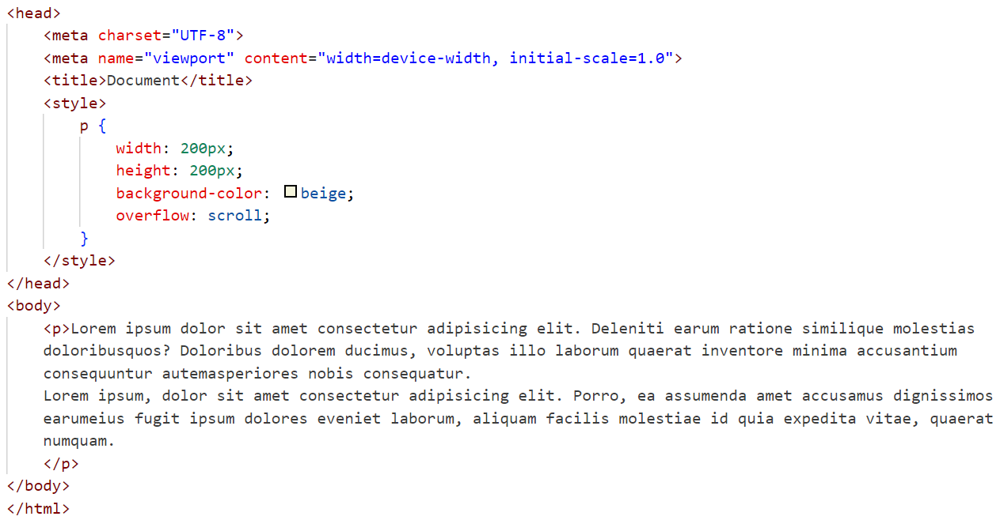 <head>
    <meta charset="UTF-8">
    <meta name="viewport" content="width=device-width, initial-scale=1.0">
    <title>Document</title>
    <style>
        p {
            width: 200px;
            height: 200px;
            background-color: beige;
            overflow: scroll;
        }
    </style>
</head>
<body>
    <p>Lorem ipsum dolor sit amet consectetur adipisicing elit. Deleniti earum ratione similique molestias
    doloribusquos? Doloribus dolorem ducimus, voluptas illo laborum quaerat inventore minima accusantium
    consequuntur autemasperiores nobis consequatur.
    Lorem ipsum, dolor sit amet consectetur adipisicing elit. Porro, ea assumenda amet accusamus dignissimos
    earumeius fugit ipsum dolores eveniet laborum, aliquam facilis molestiae id quia expedita vitae, quaerat
    numquam.
    </p>
</body>
</html>